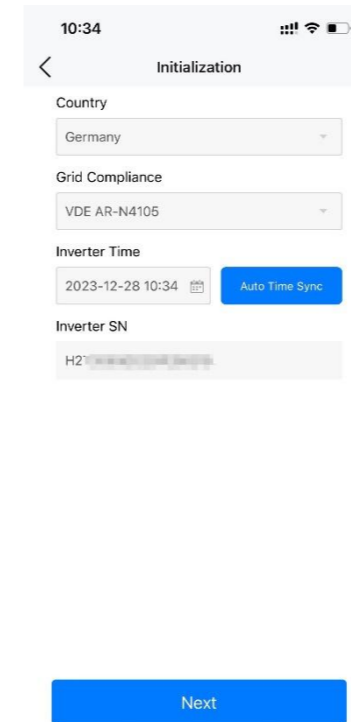 10:34
Initialization
Country
Germany
Grid Compliance
VDE AR-N4105
Inverter Time
2023-12-28 10:34
Auto Time Sync
Inverter SN
Next